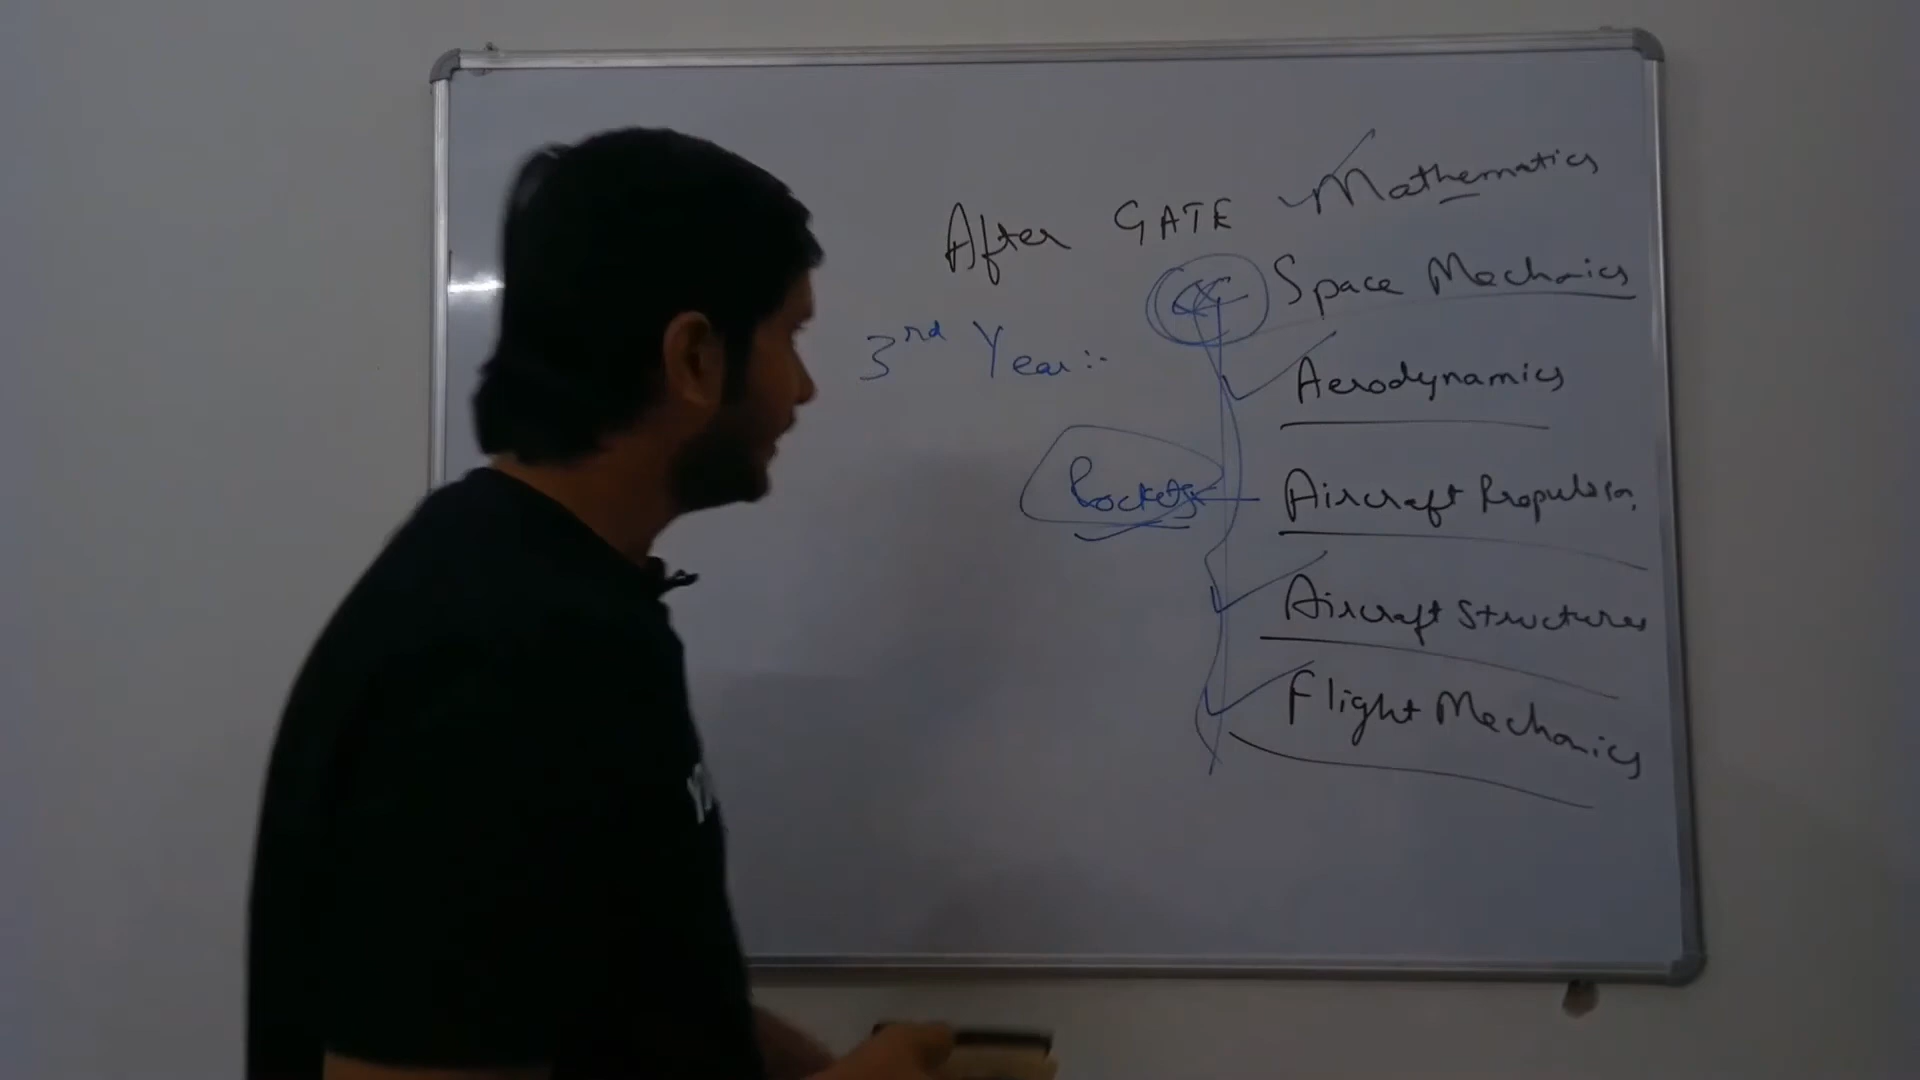 After GATE
3rd Year:-
Rockets
Mathematics
Space Mechanics
Aerodynamics
Aircraft Propulsion
Aircraft Structures
Flight Mechanics